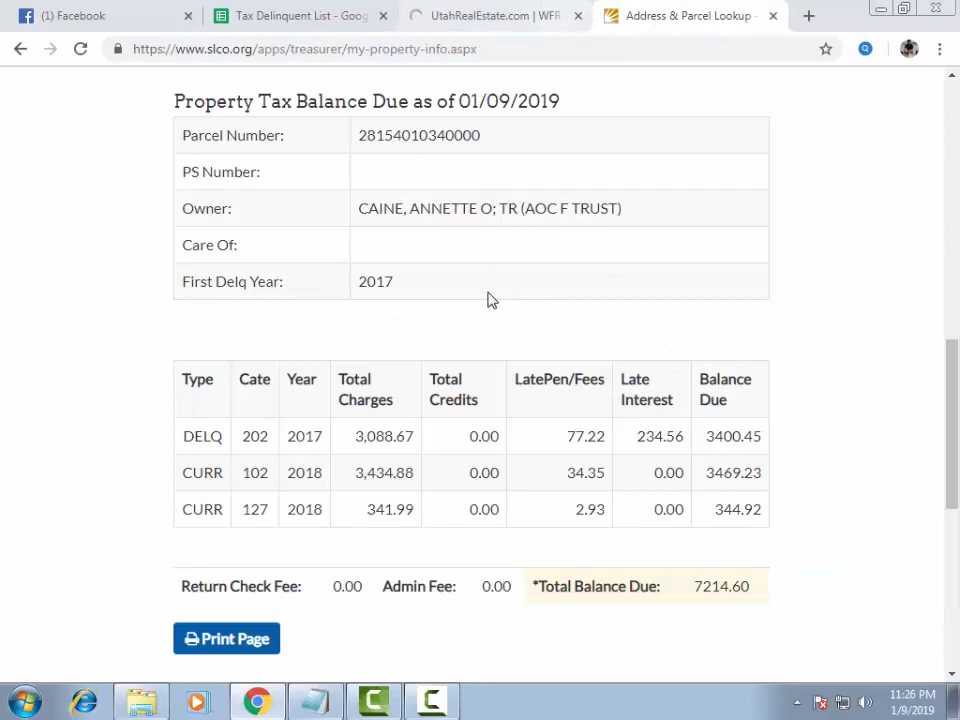 (1) Facebook
Tax Delinquent List - Goog
UtahRealEstate.com | WFR
Address & Parcel Lookup -
https://www.slco.org/apps/treasurer/my-property-info.aspx
Property Tax Balance Due as of 01/09/2019
Parcel Number: 28154010340000
PS Number:
Owner: CAINE, ANNETTE O; TR (AOC F TRUST)
Care Of:
First Delq Year: 2017
Type Cate Year Total Charges Total Credits LatePen/Fees Late Interest Balance Due
DELQ 202 2017 3,088.67 0.00 77.22 234.56 3400.45
CURR 102 2018 3,434.88 0.00 34.35 0.00 3469.23
CURR 127 2018 341.99 0.00 2.93 0.00 344.92
Return Check Fee: 0.00 Admin Fee: 0.00 *Total Balance Due: 7214.60
Print Page
11:26 PM
1/9/2019